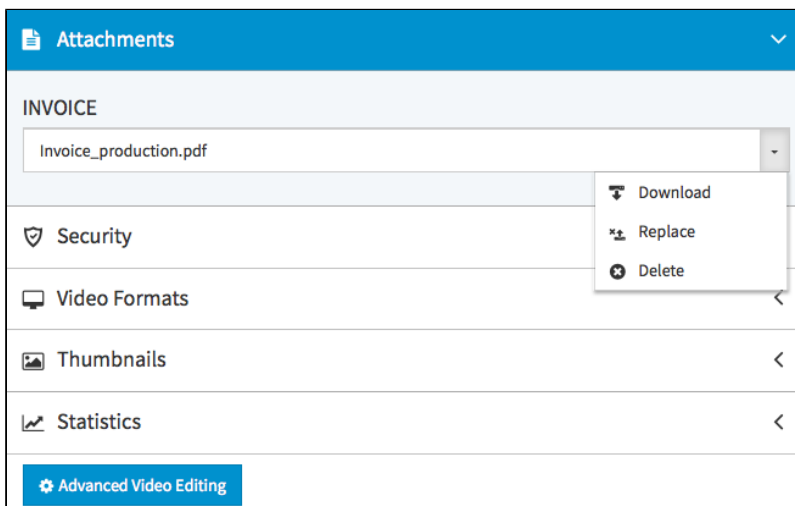 Attachments
INVOICE
Invoice_production.pdf
Download
Replace
Delete
Security
Video Formats
Thumbnails
Statistics
Advanced Video Editing